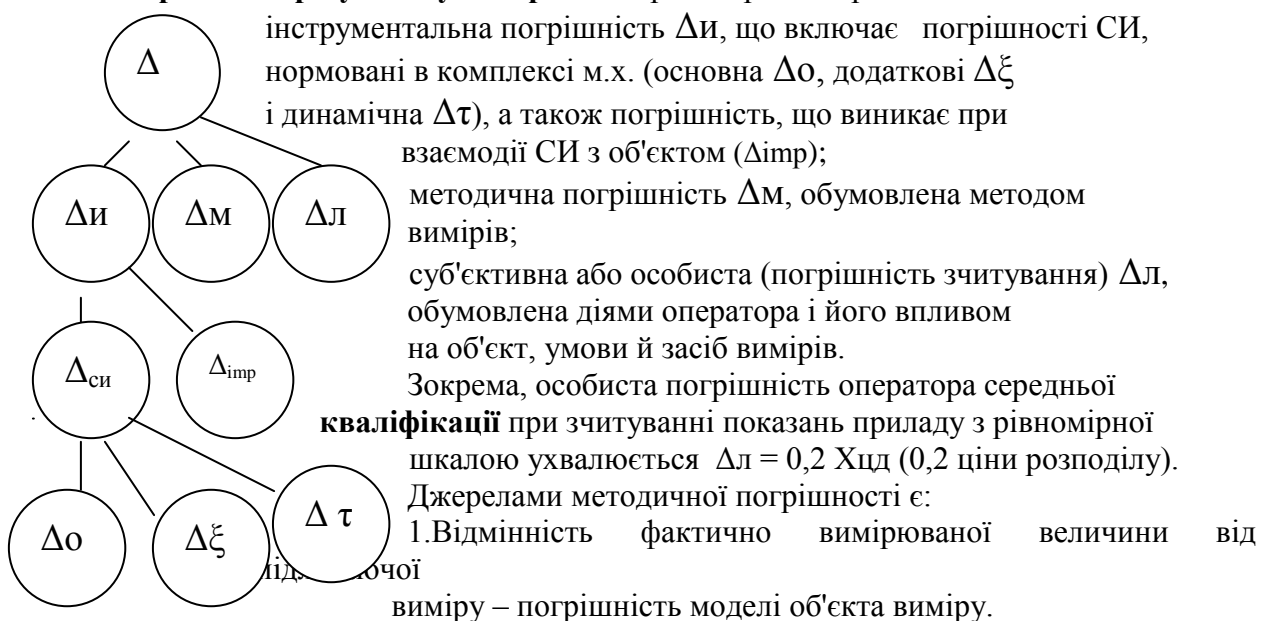 інструментальна погрішність Δи, що включає погрішності СИ,
Δ
нормовані в комплексі м.х. (основна Δо, додаткові Δξ
і динамічна Δτ), а також погрішність, що виникає при
взаємодії СИ з об'єктом (Δimp);
методична погрішність Δм, обумовлена методом
Δи Δм Δл
вимірів;
суб'єктивна або особиста (погрішність зчитування) Δл,
обумовлена діями оператора і його впливом
на об'єкт, умови й засіб вимірів.
Δси Δimp
Зокрема, особиста погрішність оператора середньої
кваліфікації при зчитуванні показань приладу з рівномірної
шкалою ухвалюється Δл = 0,2 Хцд (0,2 ціни розподілу).
Джерелами методичної погрішності є:
Δо Δξ Δ τ
1.Відмінність фактично вимірюваної величини від
виміру – погрішність моделі об'єкта виміру.